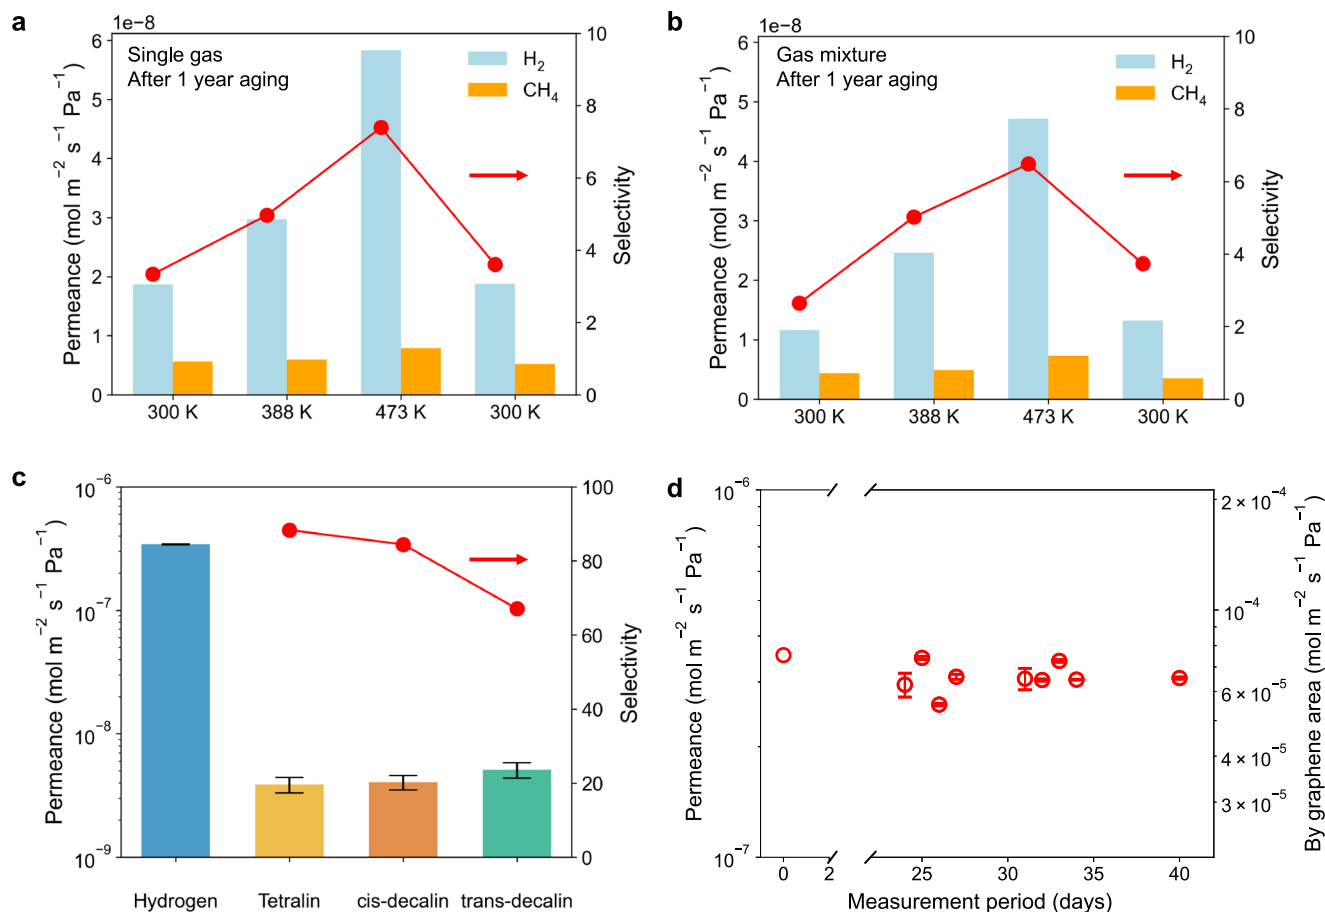 a
1e−8
Single gas
After 1 year aging
H2
CH4
Permeance (mol m−2 s−1 Pa−1)
6
5
4
3
2
1
0
10
8
6
4
2
0
Selectivity
300 K 388 K 473 K 300 K
b
1e−8
Gas mixture
After 1 year aging
H2
CH4
Permeance (mol m−2 s−1 Pa−1)
6
5
4
3
2
1
0
10
8
6
4
2
0
Selectivity
300 K 388 K 473 K 300 K
c
Permeance (mol m−2 s−1 Pa−1)
10−6
10−7
10−8
10−9
100
80
60
40
20
0
Selectivity
Hydrogen Tetralin cis-decalin trans-decalin
d
Permeance (mol m−2 s−1 Pa−1)
10−6
10−7
2 × 10−4
10−4
6 × 10−5
4 × 10−5
3 × 10−5
By graphene area (mol m−2 s−1 Pa−1)
0 2 25 30 35 40
Measurement period (days)